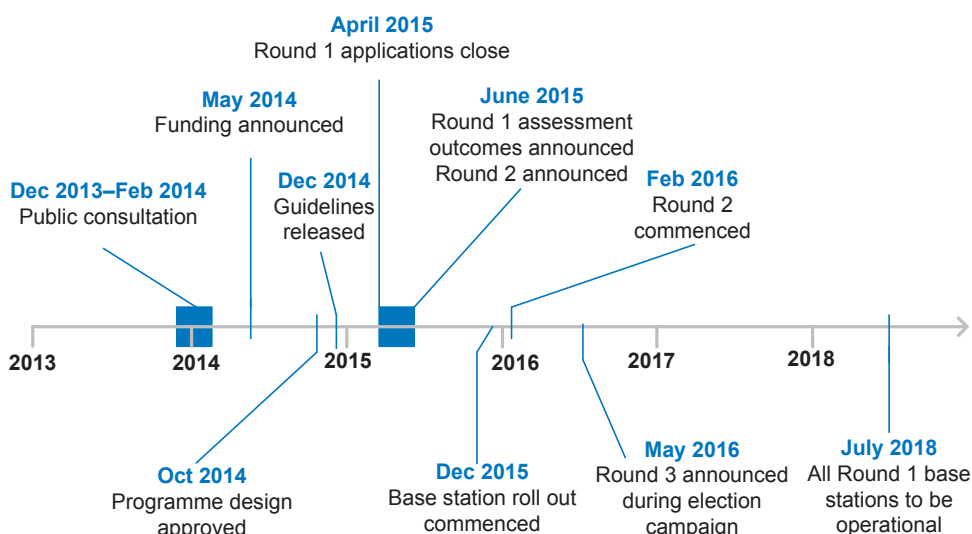 April 2015
Round 1 applications close
May 2014
Funding announced
June 2015
Round 1 assessment
outcomes announced
Round 2 announced
Dec 2013–Feb 2014
Public consultation
Dec 2014
Guidelines
released
Feb 2016
Round 2
commenced
2013
2014
2015
2016
2017
2018
Oct 2014
Programme design
approved
Dec 2015
Base station roll out
commenced
May 2016
Round 3 announced
during election
campaign
July 2018
All Round 1 base
stations to be
operational